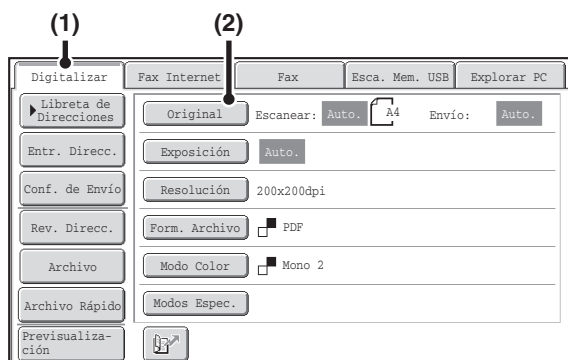 (1) (2)
Digitalizar Fax Internet Fax Esca. Mem. USB Explorar PC
Libreta de
Direcciones
Original Escanear: Auto. A4 Envío: Auto.
Entr. Direcc. Exposición Auto.
Conf. de Envío Resolución 200x200dpi
Rev. Direcc. Form. Archivo PDF
Archivo Modo Color Mono 2
Archivo Rápido Modos Espec.
Previsualiza-
ción